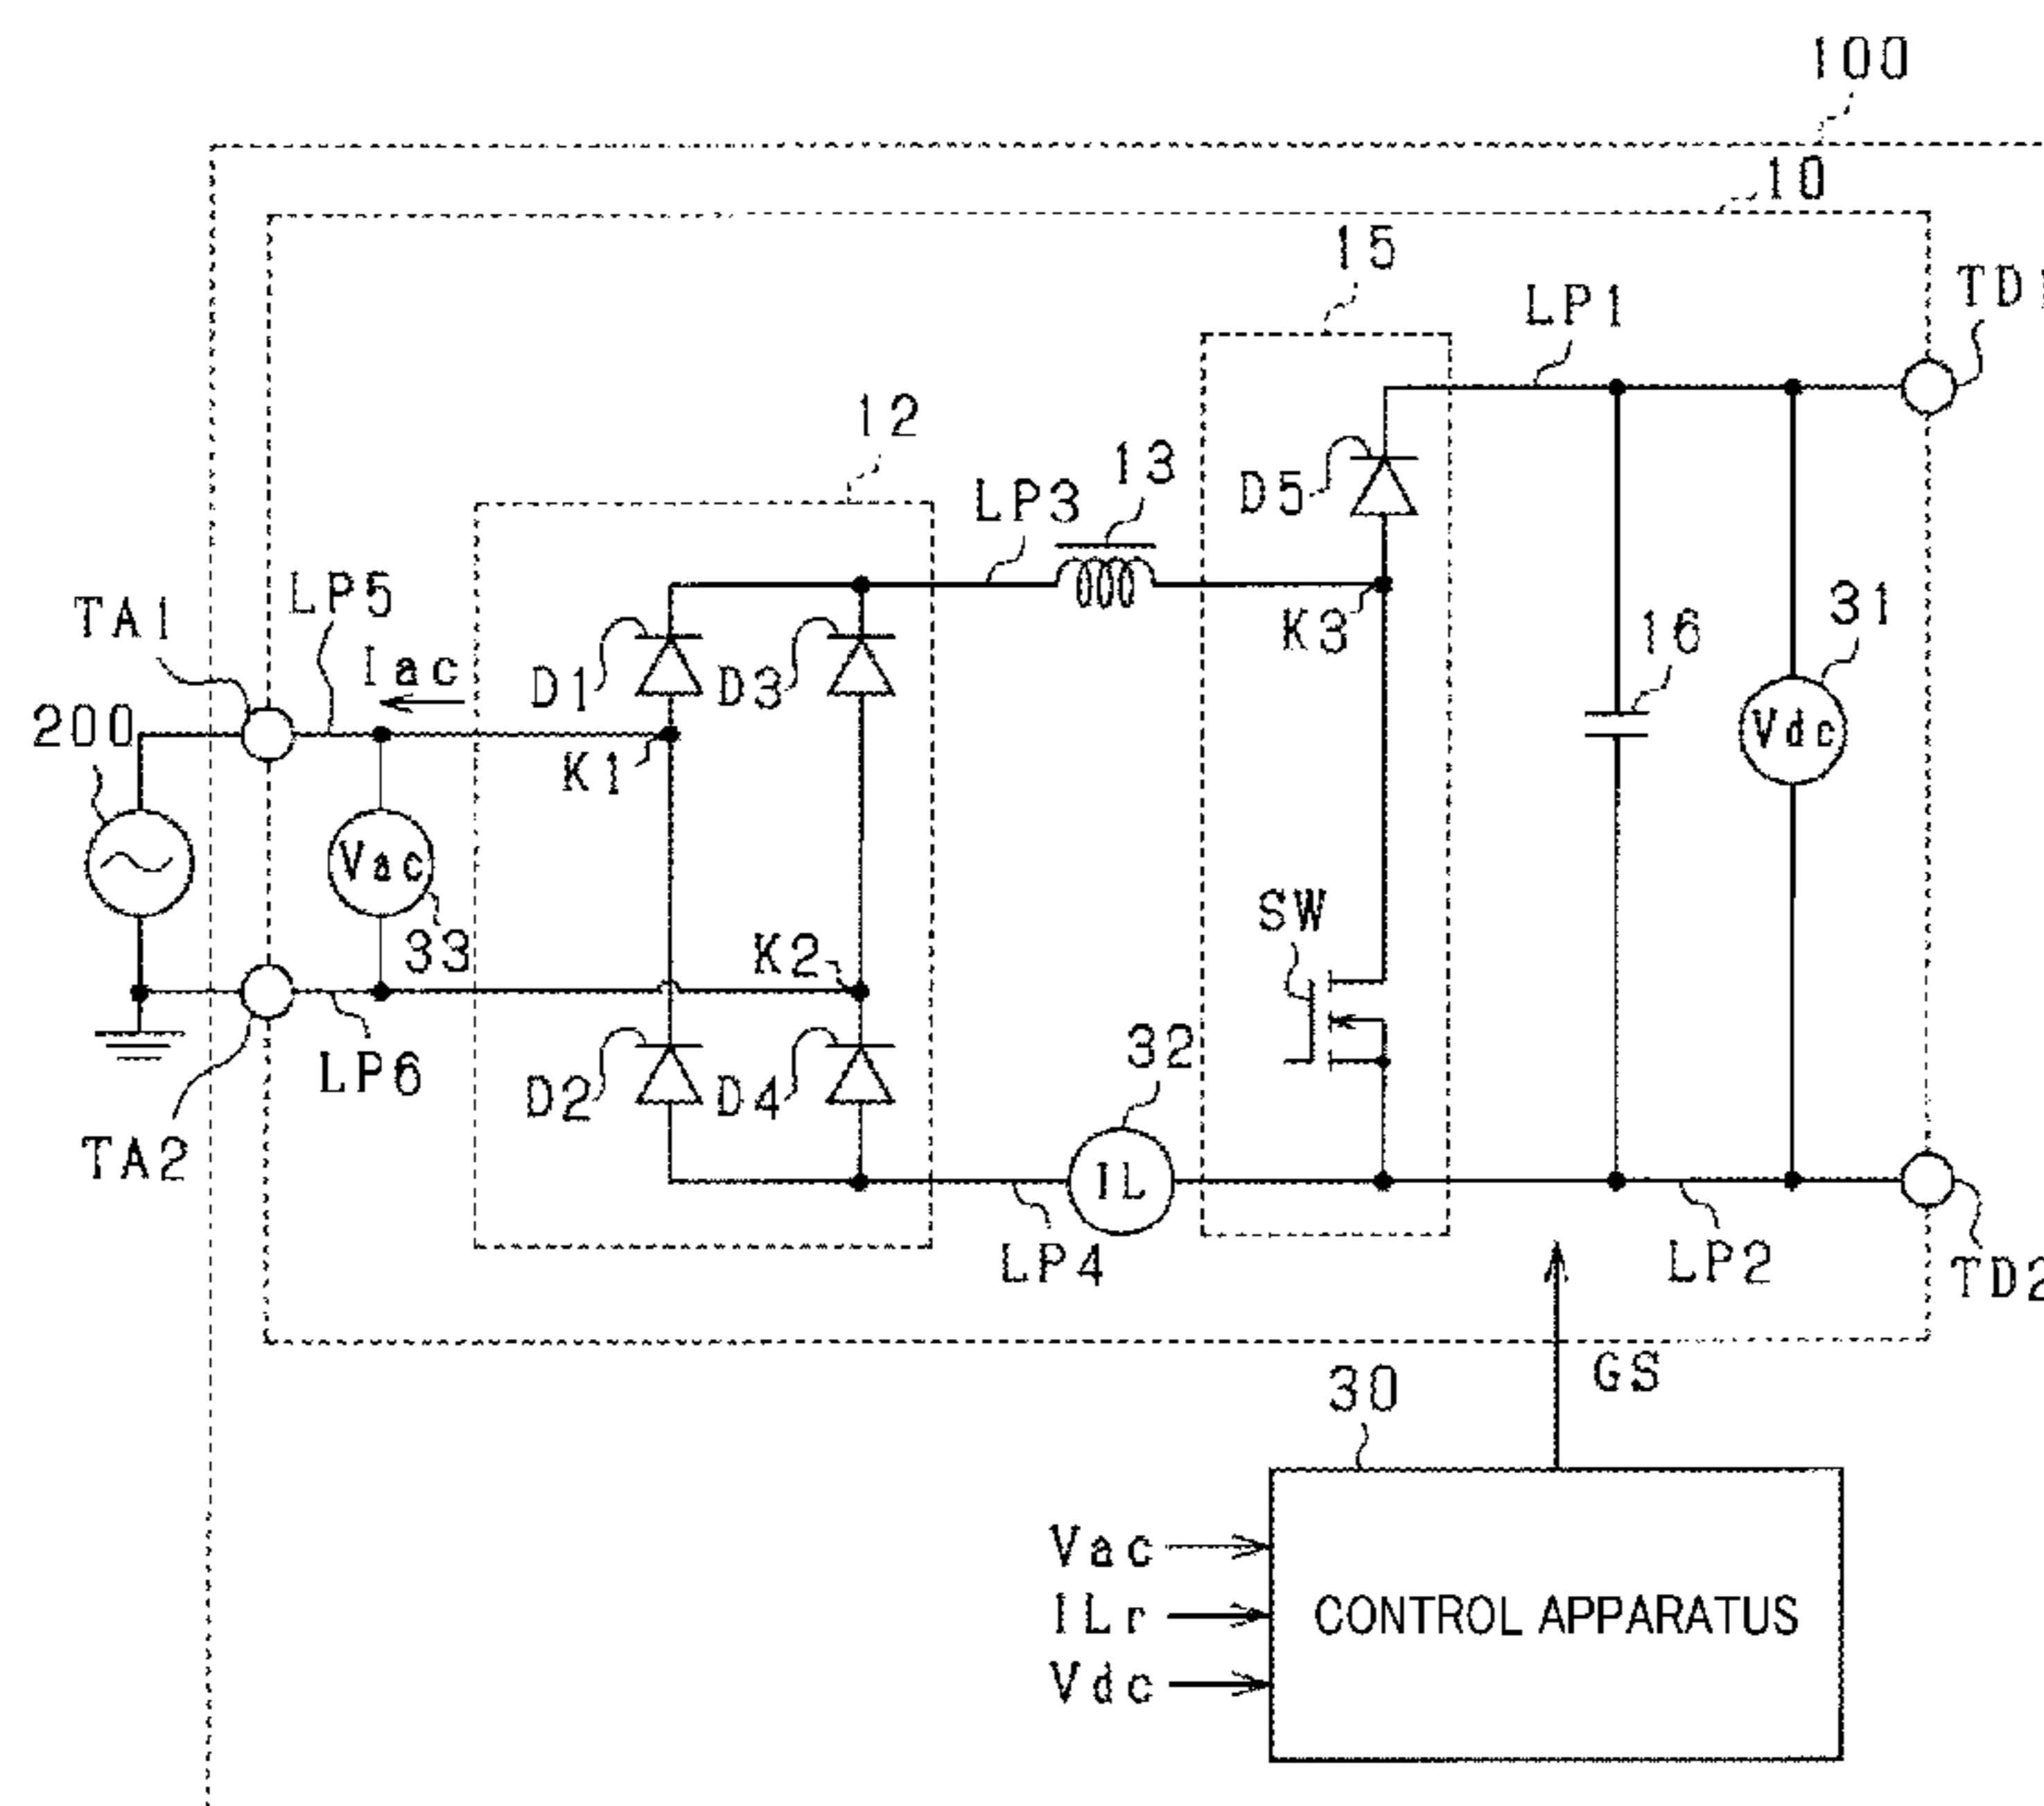 100
10
15
TD1
LP1
12
13
LP3
D5
LP5
TA1
Iac
D1
D3
K3
16
31
Vdc
200
K1
Vac
33
K2
SW
LP6
D2
D4
32
TA2
IL
LP4
LP2
TD2
GS
30
Vac
ILr
Vdc
CONTROL APPARATUS